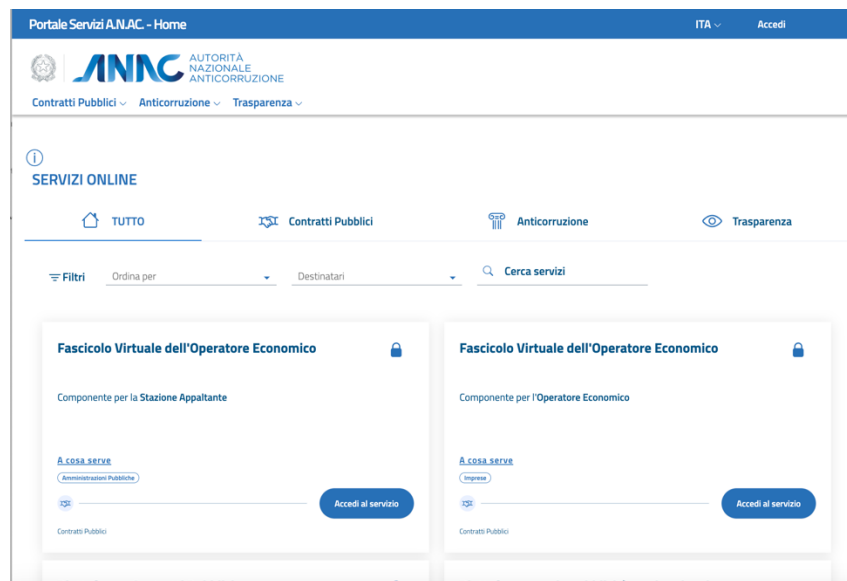 Portale Servizi A.N.AC. - Home
ITA
Accedi
ANAC
AUTORITÀ
NAZIONALE
ANTICORRUZIONE
Contratti Pubblici
Anticorruzione
Trasparenza
SERVIZI ONLINE
TUTTO
Contratti Pubblici
Anticorruzione
Trasparenza
Filtri
Ordina per
Destinatari
Cerca servizi
Fascicolo Virtuale dell'Operatore Economico
Componente per la Stazione Appaltante
A cosa serve
Amministrazioni Pubbliche
Accedi al servizio
Contratti Pubblici
Fascicolo Virtuale dell'Operatore Economico
Componente per l'Operatore Economico
A cosa serve
Imprese
Accedi al servizio
Contratti Pubblici